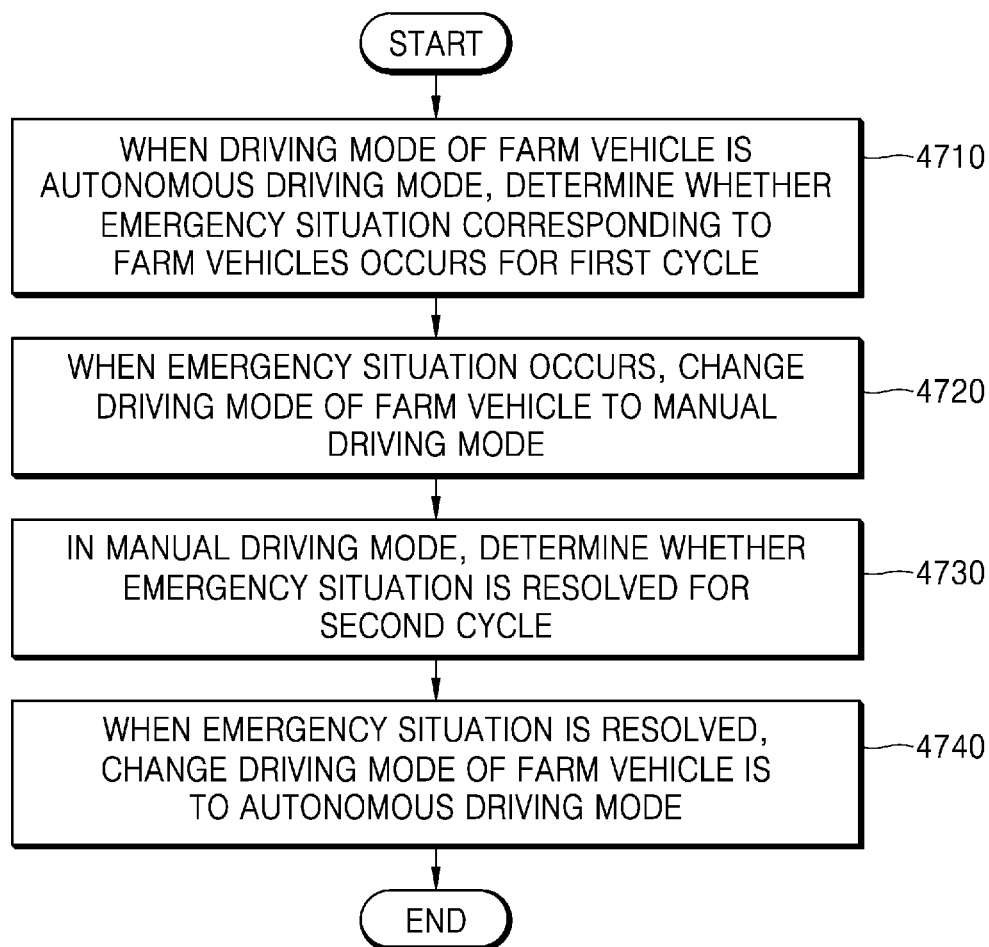 START
WHEN DRIVING MODE OF FARM VEHICLE IS
AUTONOMOUS DRIVING MODE, DETERMINE WHETHER
EMERGENCY SITUATION CORRESPONDING TO
FARM VEHICLES OCCURS FOR FIRST CYCLE
4710
WHEN EMERGENCY SITUATION OCCURS, CHANGE
DRIVING MODE OF FARM VEHICLE TO MANUAL
DRIVING MODE
4720
IN MANUAL DRIVING MODE, DETERMINE WHETHER
EMERGENCY SITUATION IS RESOLVED FOR
SECOND CYCLE
4730
WHEN EMERGENCY SITUATION IS RESOLVED,
CHANGE DRIVING MODE OF FARM VEHICLE IS
TO AUTONOMOUS DRIVING MODE
4740
END